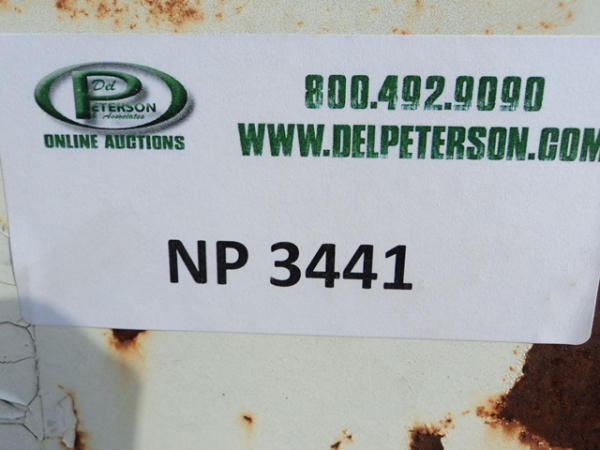 Del
PETERSON
& Associates
ONLINE AUCTIONS
800.492.9090
WWW.DELPETERSON.COM
NP 3441